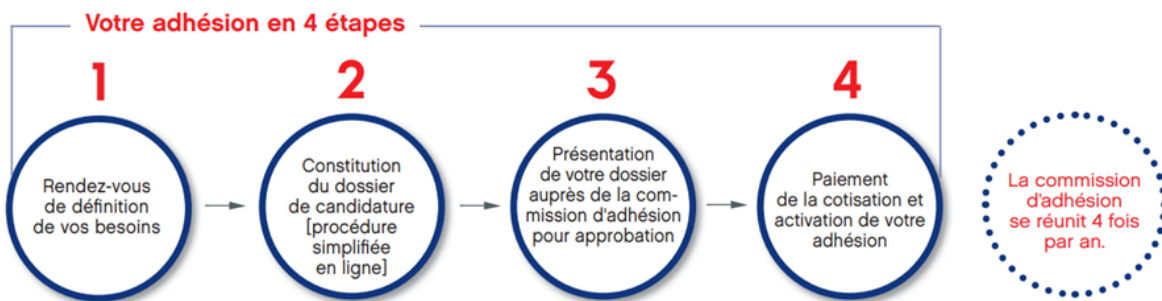 Votre adhésion en 4 étapes
1
Rendez-vous
de définition
de vos besoins
2
Constitution
du dossier
de candidature
[procédure
simplifiée
en ligne]
3
Présentation
de votre dossier
auprès de la com-
mission d'adhésion
pour approbation
4
Paiement
de la cotisation et
activation de votre
adhésion
La commission
d'adhésion
se réunit 4 fois
par an.